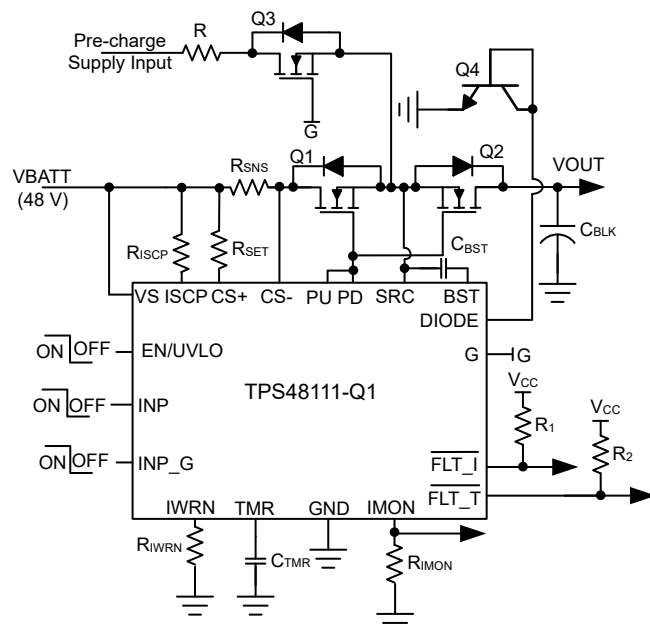 Q3
Pre-charge
Supply Input
R
Q4
G
VBATT
(48 V)
RSNS
Q1
Q2
VOUT
RISCP
RSET
CBST
CBLK
VS ISCP CS+ CS- PU PD SRC BST
DIODE
ON OFF EN/UVLO
G G
TPS48111-Q1
VCC
VCC
ON OFF INP
R1
R2
ON OFF INP_G
FLT_I
FLT_T
IWRN TMR GND IMON
RIWRN
CTMR
RIMON